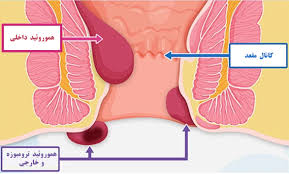 هموروئید داخلی
کانال مقعد
هموروئید ترومبوزه
و خارجی